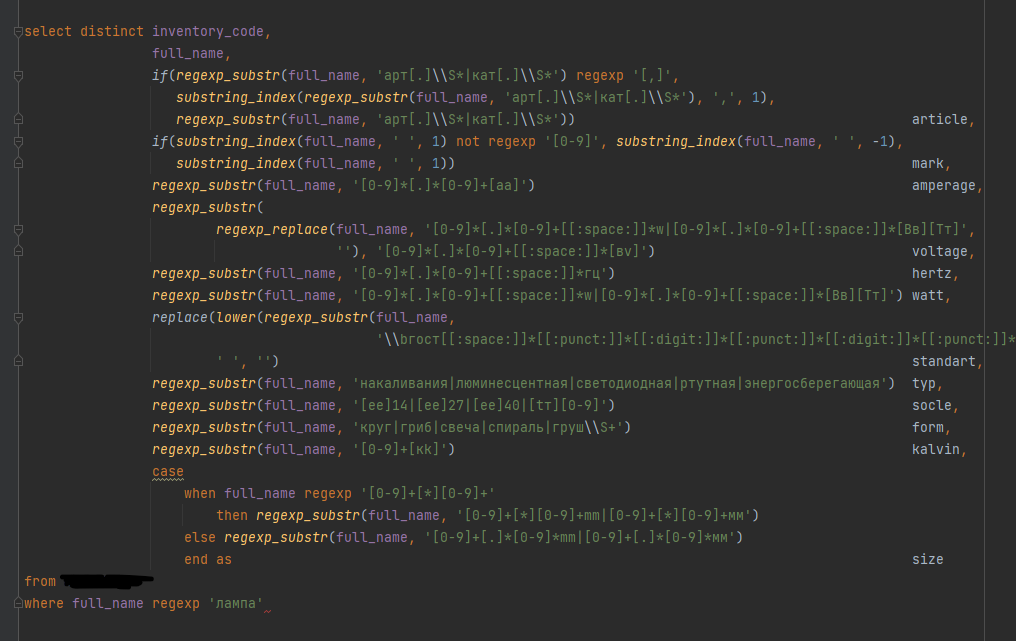 select distinct inventory_code,
full_name,
if(regexp_substr(full_name, 'арт[.]\\S*|кат[.]\\S*') regexp '[,]',
substring_index(regexp_substr(full_name, 'арт[.]\\S*|кат[.]\\S*'), ',', 1),
regexp_substr(full_name, 'арт[.]\\S*|кат[.]\\S*')) article,
if(substring_index(full_name, ' ', 1) not regexp '[0-9]', substring_index(full_name, ' ', -1),
substring_index(full_name, ' ', 1)) mark,
regexp_substr(full_name, '[0-9]*[.]*[0-9]+[aа]') amperage,
regexp_substr(
regexp_replace(full_name, '[0-9]*[.]*[0-9]+[[:space:]]*w|[0-9]*[.]*[0-9]+[[:space:]]*[Вв][Тт]',
''), '[0-9]*[.]*[0-9]+[[:space:]]*[вv]') voltage,
regexp_substr(full_name, '[0-9]*[.]*[0-9]+[[:space:]]*гц') hertz,
regexp_substr(full_name, '[0-9]*[.]*[0-9]+[[:space:]]*w|[0-9]*[.]*[0-9]+[[:space:]]*[Вв][Тт]') watt,
replace(lower(regexp_substr(full_name,
'\\bгост[[:space:]]*[[:punct:]]*[[:digit:]]*[[:punct:]]*[[:digit:]]*[[:punct:]]*
' ', '') standart,
regexp_substr(full_name, 'накаливания|люминесцентная|светодиодная|ртутная|энергосберегающая') typ,
regexp_substr(full_name, '[ее]14|[ее]27|[ее]40|[тт][0-9]') socle,
regexp_substr(full_name, 'круг|гриб|свеча|спираль|груш\\S+') form,
regexp_substr(full_name, '[0-9]+[kк]') kalvin,
case
when full_name regexp '[0-9]+[*][0-9]+'
then regexp_substr(full_name, '[0-9]+[*][0-9]+mm|[0-9]+[*][0-9]+мм')
else regexp_substr(full_name, '[0-9]+[.]*[0-9]*mm|[0-9]+[.]*[0-9]*мм')
end as size
from
where full_name regexp 'лампа'